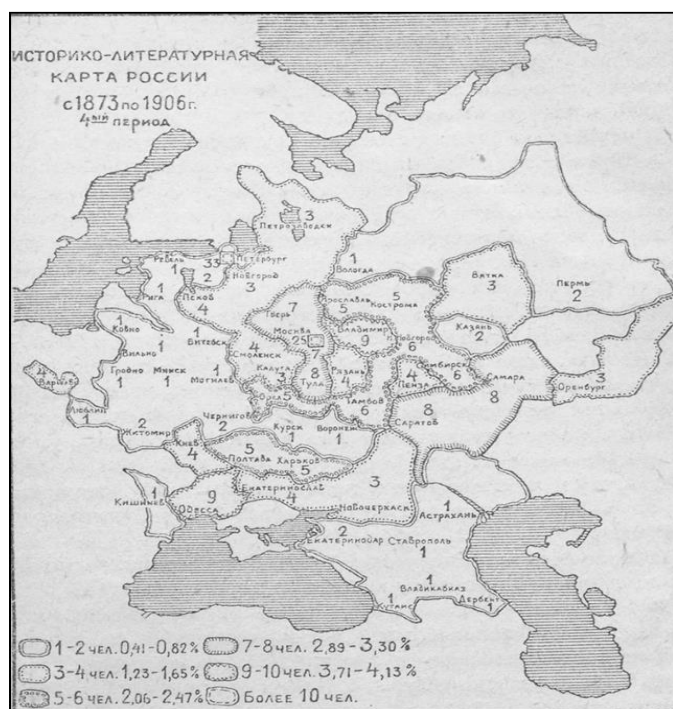 ИСТОРИКО-ЛИТЕРАТУРНАЯ
КАРТА РОССИИ
с 1873 по 1906 г.
4ый период
3
Петрозаводск
Ревель
1
33
Петербург
2
Новгород
3
1
Вологда
Вятка
3
Пермь
2
Рига
1
Псков
4
7
Тверь
Ярославль
5
5
Кострома
Казань
2
1
Ковно
Вильно
1
1
Витебск
Москва
25
7
Владимир
9
Н. Новгород
6
4
Смоленск
Калуга
3
8
Тула
Рязань
4
4
Пенза
Симбирск
6
Самара
8
3
Оренбург
4
Варшава
Гродно
1
Минск
1
1
Могилев
Орел
5
Тамбов
6
8
Саратов
Люблин
1
2
Житомир
Чернигов
2
Курск
1
Воронеж
1
Киев
4
5
Полтава
Харьков
5
1
Кишинев
9
Одесса
Екатеринослав
4
3
Новочеркасск
1
Астрахань
2
Екатеринодар
Ставрополь
1
1
Владикавказ
Кутаис
1
Дербент
1
1-2 чел. 0,41-0,82%
7-8 чел. 2,89-3,30%
3-4 чел. 1,23-1,65%
9-10 чел. 3,71-4,13%
5-6 чел. 2,06-2,47%
Более 10 чел.